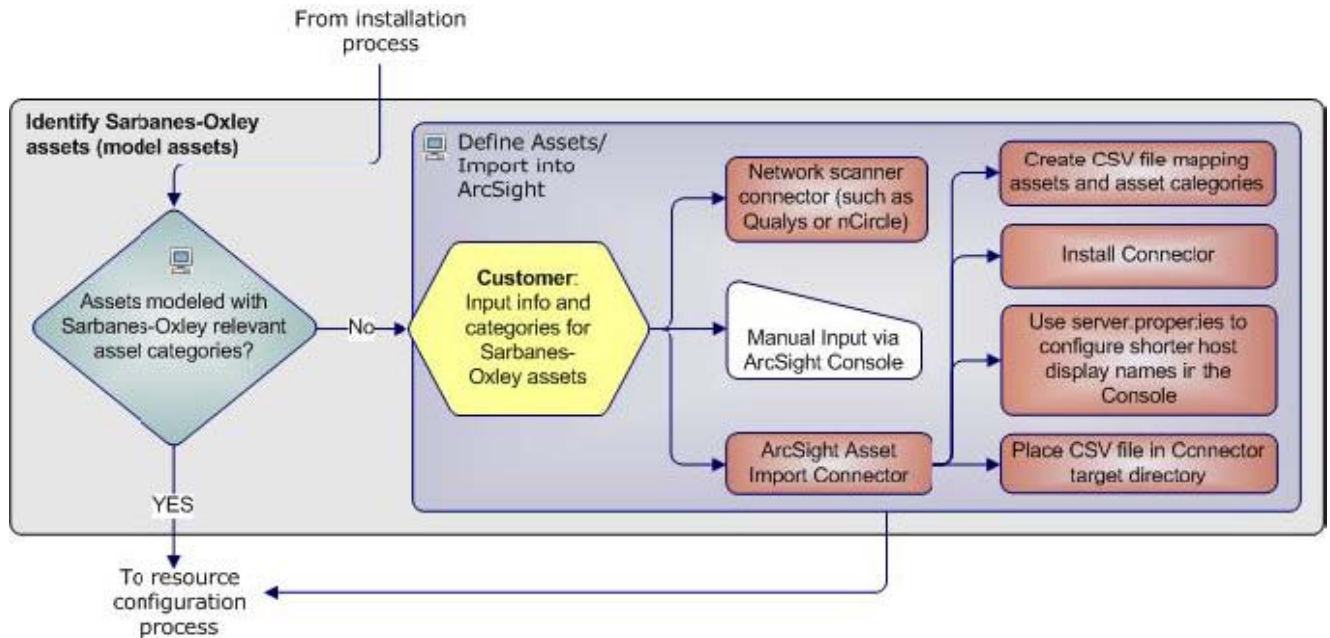 From installation
process
Identify Sarbanes-Oxley
assets (model assets)
Define Assets/
Import into
ArcSight
Assets modeled with
Sarbanes-Oxley relevant
asset categories?
No
YES
Customer:
Input info and
categories for
Sarbanes-
Oxley assets
Network scanner
connector (such as
Qualys or nCircle)
Manual Input via
ArcSight Console
ArcSight Asset
Import Connector
Create CSV file mapping
assets and asset categories
Install Connector
Use server.properties to
configure shorter host
display names in the
Console
Place CSV file in Connector
target directory
To resource
configuration
process